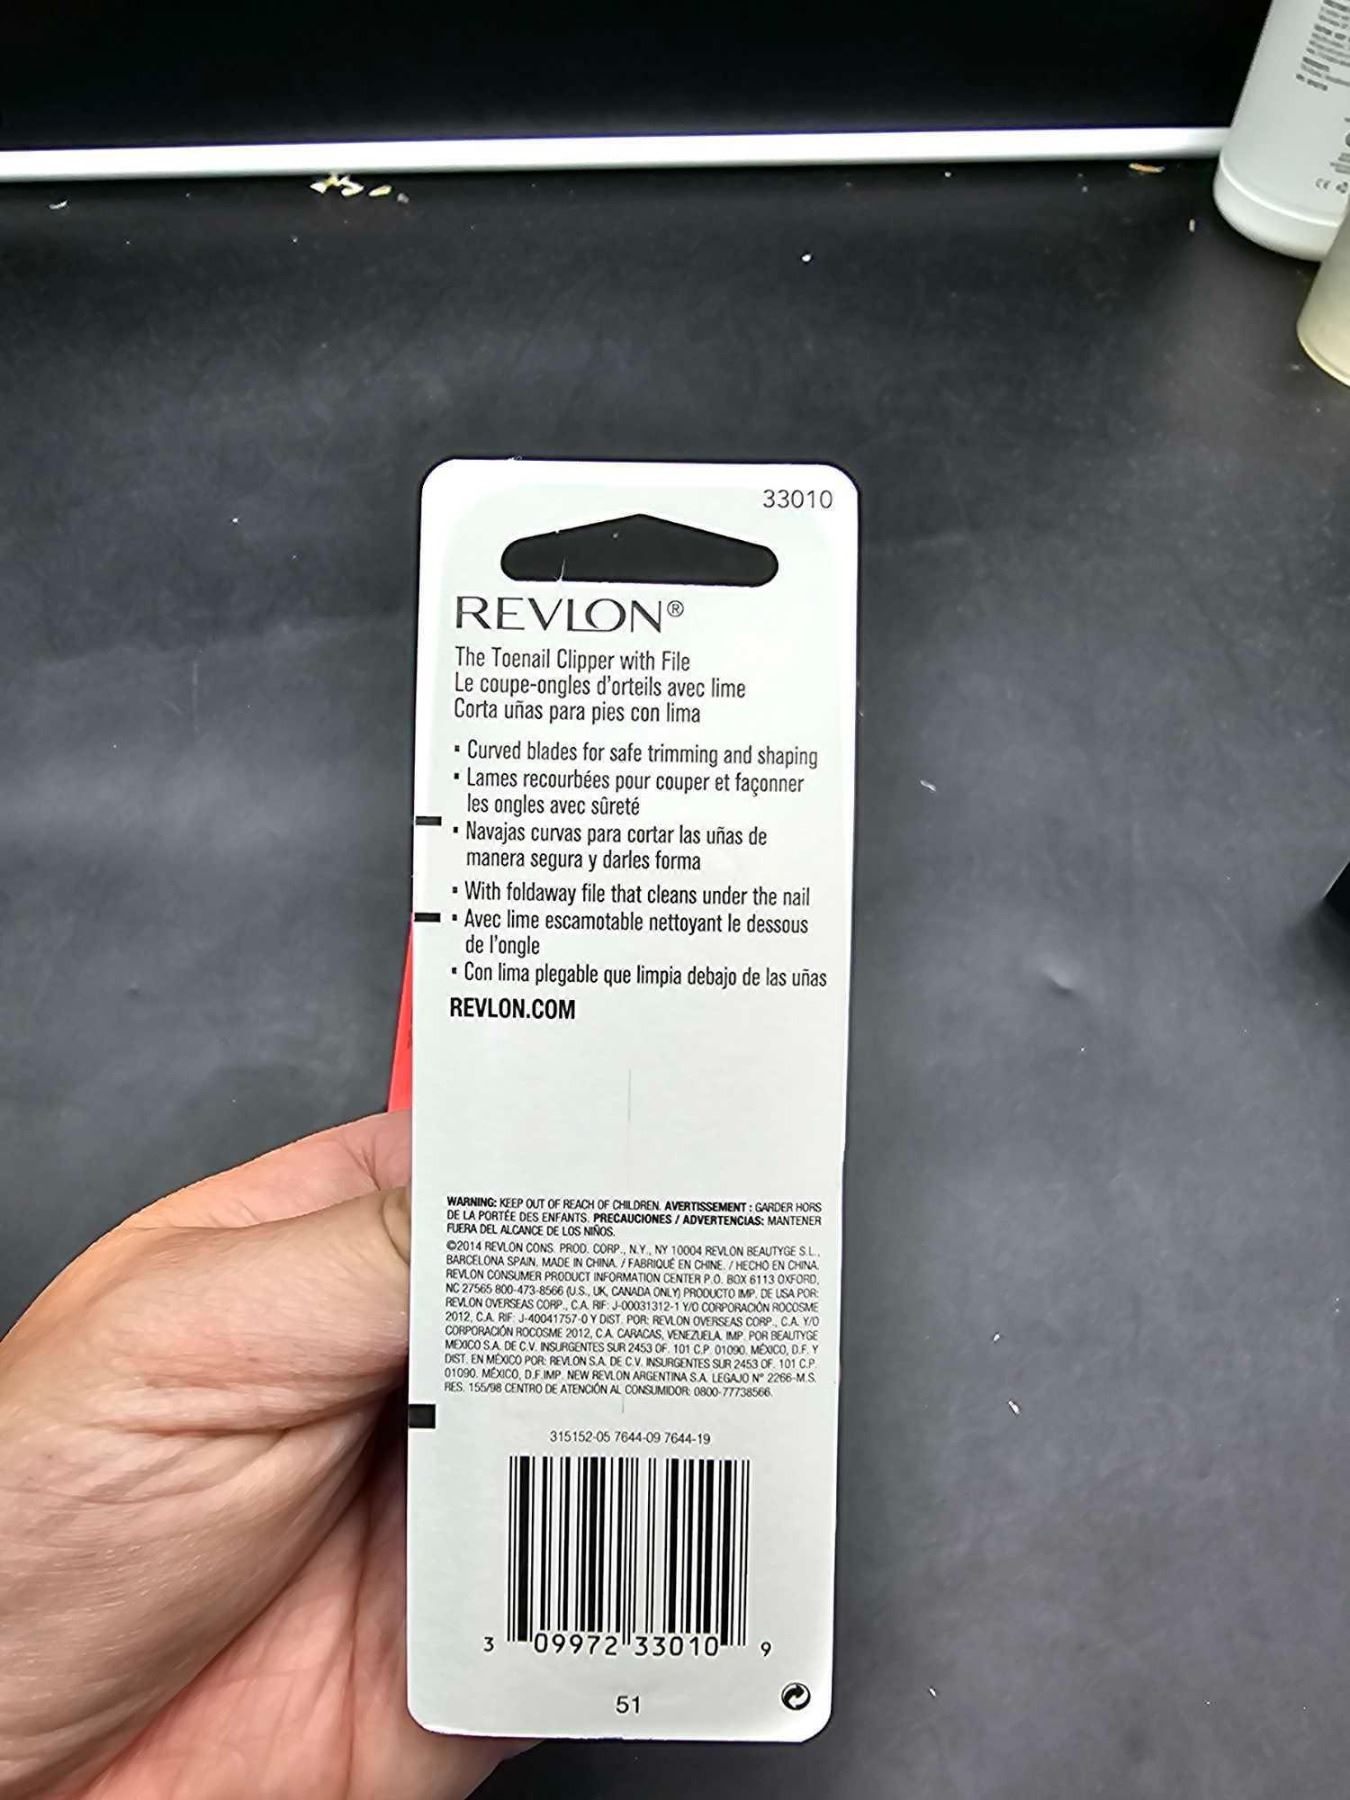 33010
REVLON®
The Toenail Clipper with File
Le coupe-ongles d'orteils avec lime
Corta uñas para pies con lima
▪ Curved blades for safe trimming and shaping
▪ Lames recourbées pour couper et façonner
les ongles avec sûreté
▪ Navajas curvas para cortar las uñas de
manera segura y darles forma
▪ With foldaway file that cleans under the nail
▪ Avec lime escamotable nettoyant le dessous
de l'ongle
▪ Con lima plegable que limpia debajo de las uñas
REVLON.COM
WARNING: KEEP OUT OF REACH OF CHILDREN. AVERTISSEMENT : GARDER HORS
DE LA PORTÉE DES ENFANTS. PRECAUCIONES / ADVERTENCIAS: MANTENER
FUERA DEL ALCANCE DE LOS NIÑOS.
©2014 REVLON CONS. PROD. CORP., N.Y., NY 10004 REVLON BEAUTYGE S.L.,
BARCELONA SPAIN. MADE IN CHINA. / FABRIQUÉ EN CHINE. / HECHO EN CHINA.
REVLON CONSUMER PRODUCT INFORMATION CENTER P.O. BOX 6113 OXFORD,
NC 27565 800-473-8566 (U.S., UK, CANADA ONLY) PRODUCTO IMP. DE USA POR:
REVLON OVERSEAS CORP., C.A. RIF: J-00031312-1 Y/O CORPORACIÓN ROCOSME
2012, C.A. RIF: J-40041757-0 Y DIST. POR: REVLON OVERSEAS CORP., C.A. Y/O
CORPORACIÓN ROCOSME 2012, C.A. CARACAS, VENEZUELA. IMP. POR BEAUTYGE
MEXICO S.A. DE C.V. INSURGENTES SUR 2453 OF. 101 C.P. 01090. MÉXICO, D.F. Y
DIST. EN MÉXICO POR: REVLON S.A. DE C.V. INSURGENTES SUR 2453 OF. 101 C.P.
01090. MÉXICO, D.F. IMP. NEW REVLON ARGENTINA S.A. LEGAJO N° 2266-M.S.
RES. 155/98 CENTRO DE ATENCIÓN AL CONSUMIDOR: 0800-77738566.
315152-05 7644-09 7644-19
3 09972 33010 9
51